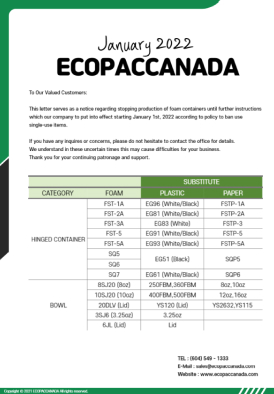 January 2022
ECOPACCANADA
To Our Valued Customers:
This letter serves as a notice regarding stopping production of foam containers until further instructions
which our company to put into effect starting January 1st, 2022 according to policy to ban use
single-use items.
If you have any inquires or concerns, please do not hesitate to contact the office for details.
We understand in these uncertain times this may cause difficulties for your business.
Thank you for your continuing patronage and support.
SUBSTITUTE
CATEGORY FOAM PLASTIC PAPER
HINGED CONTAINER
FST-1A EG96 (White/Black) FSTP-1A
FST-2A EG81 (White/Black) FSTP-2A
FST-3A EG83 (White) FSTP-3
FST-5 EG91 (White/Black) FSTP-5
FST-5A EG93 (White/Black) FSTP-5A
SQ5 EG51 (Black) SQP5
SQ6
SQ7 EG61 (White/Black) SQP6
BOWL
8SJ20 (8oz) 250FBM,360FBM 8oz,10oz
10SJ20 (10oz) 400FBM,500FBM 12oz,16oz
20DLV (Lid) YS120 (Lid) YS2632,YS115
3SJ6 (3.25oz) 3.25oz
6JL (Lid) Lid
TEL : (604) 549 - 1333
E-Mail : sales@ecopaccanada.com
Website : www.ecopaccanada.com
Copyright © 2021 ECOPACCANADA All rights reserved.